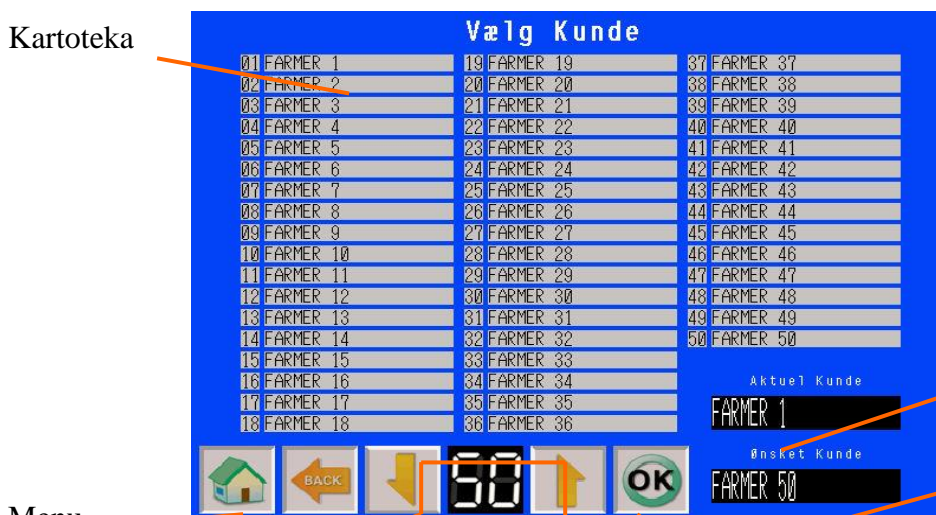 Kartoteka
Vælg Kunde
01 FARMER 1
02 FARMER 2
03 FARMER 3
04 FARMER 4
05 FARMER 5
06 FARMER 6
07 FARMER 7
08 FARMER 8
09 FARMER 9
10 FARMER 10
11 FARMER 11
12 FARMER 12
13 FARMER 13
14 FARMER 14
15 FARMER 15
16 FARMER 16
17 FARMER 17
18 FARMER 18
19 FARMER 19
20 FARMER 20
21 FARMER 21
22 FARMER 22
23 FARMER 23
24 FARMER 24
25 FARMER 25
26 FARMER 26
27 FARMER 27
28 FARMER 28
29 FARMER 29
30 FARMER 30
31 FARMER 31
32 FARMER 32
33 FARMER 33
34 FARMER 34
35 FARMER 35
36 FARMER 36
37 FARMER 37
38 FARMER 38
39 FARMER 39
40 FARMER 40
41 FARMER 41
42 FARMER 42
43 FARMER 43
44 FARMER 44
45 FARMER 45
46 FARMER 46
47 FARMER 47
48 FARMER 48
49 FARMER 49
50 FARMER 50
Aktuel Kunde
FARMER 1
Ønsket Kunde
FARMER 50
BACK
50
OK
Menu